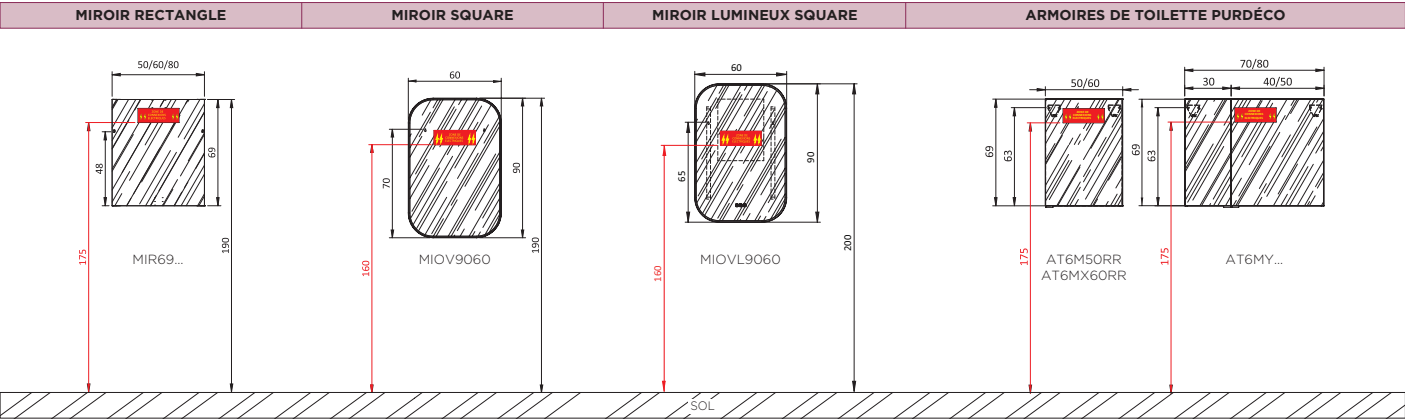 MIROIR RECTANGLE
MIROIR SQUARE
MIROIR LUMINEUX SQUARE
ARMOIRES DE TOILETTE PURDÉCO
50/60/80
48
69
175
190
MIR69...
60
70
90
160
190
MIOV9060
60
65
90
160
200
MIOVL9060
50/60
69
63
175
AT6M50RR
AT6MX60RR
70/80
30
40/50
69
63
175
AT6MY...
SOL